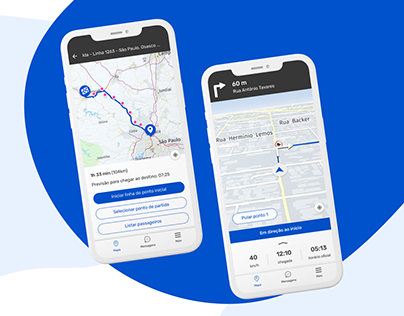 Ida - Linha 1263 - São Paulo, Osasco ...
São Paulo
1h 33 min (104km)
Previsão para chegar ao destino, 07:25
Iniciar linha do ponto inicial
Selecionar ponto de partida
Listar passageiros
Mapa
Mensagens
Mais
60 m
Rua Antônio Tavares
Rua Backer
Rua Hermínio Lemos
Pular ponto 1
Em direção ao início
40
km/h
12:10
chegada
05:13
horário oficial
Mapa
Mensagens
Mais